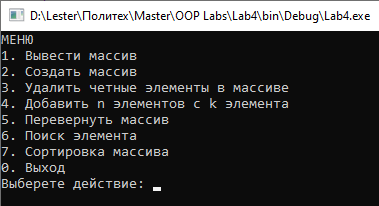 D:\Lester\Политех\Master\OOP Labs\Lab4\bin\Debug\Lab4.exe
МЕНЮ
1. Вывести массив
2. Создать массив
3. Удалить четные элементы в массиве
4. Добавить n элементов с k элемента
5. Перевернуть массив
6. Поиск элемента
7. Сортировка массива
0. Выход
Выберете действие: